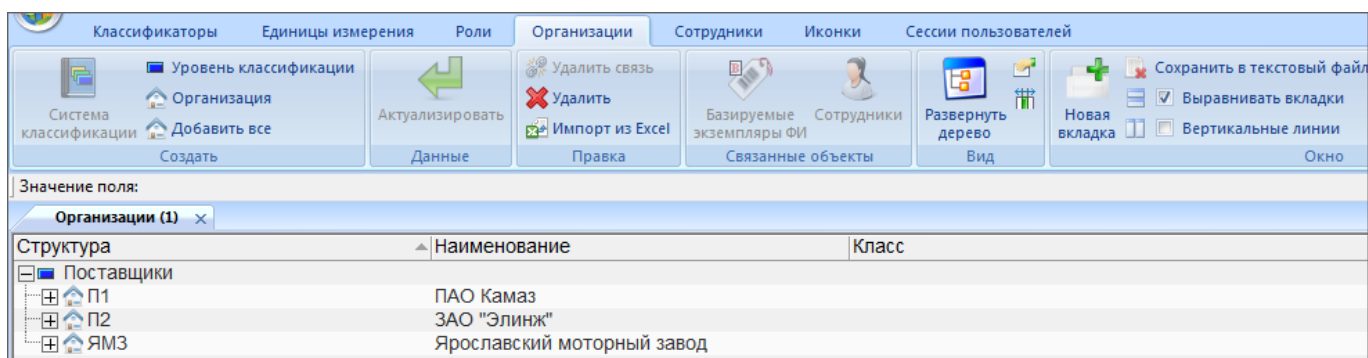 Классификаторы Единицы измерения Роли Организации Сотрудники Иконки Сессии пользователей
Система классификации
Уровень классификации
Организация
Добавить все
Создать
Актуализировать
Данные
Удалить связь
Удалить
Импорт из Excel
Правка
Базируемые экземпляры ФИ
Сотрудники
Связанные объекты
Развернуть дерево
Вид
Новая вкладка
Сохранить в текстовый файл
Выравнивать вкладки
Вертикальные линии
Окно
Значение поля:
Организации (1)
Структура Наименование Класс
Поставщики
П1 ПАО Камаз
П2 ЗАО "Элинж"
ЯМЗ Ярославский моторный завод